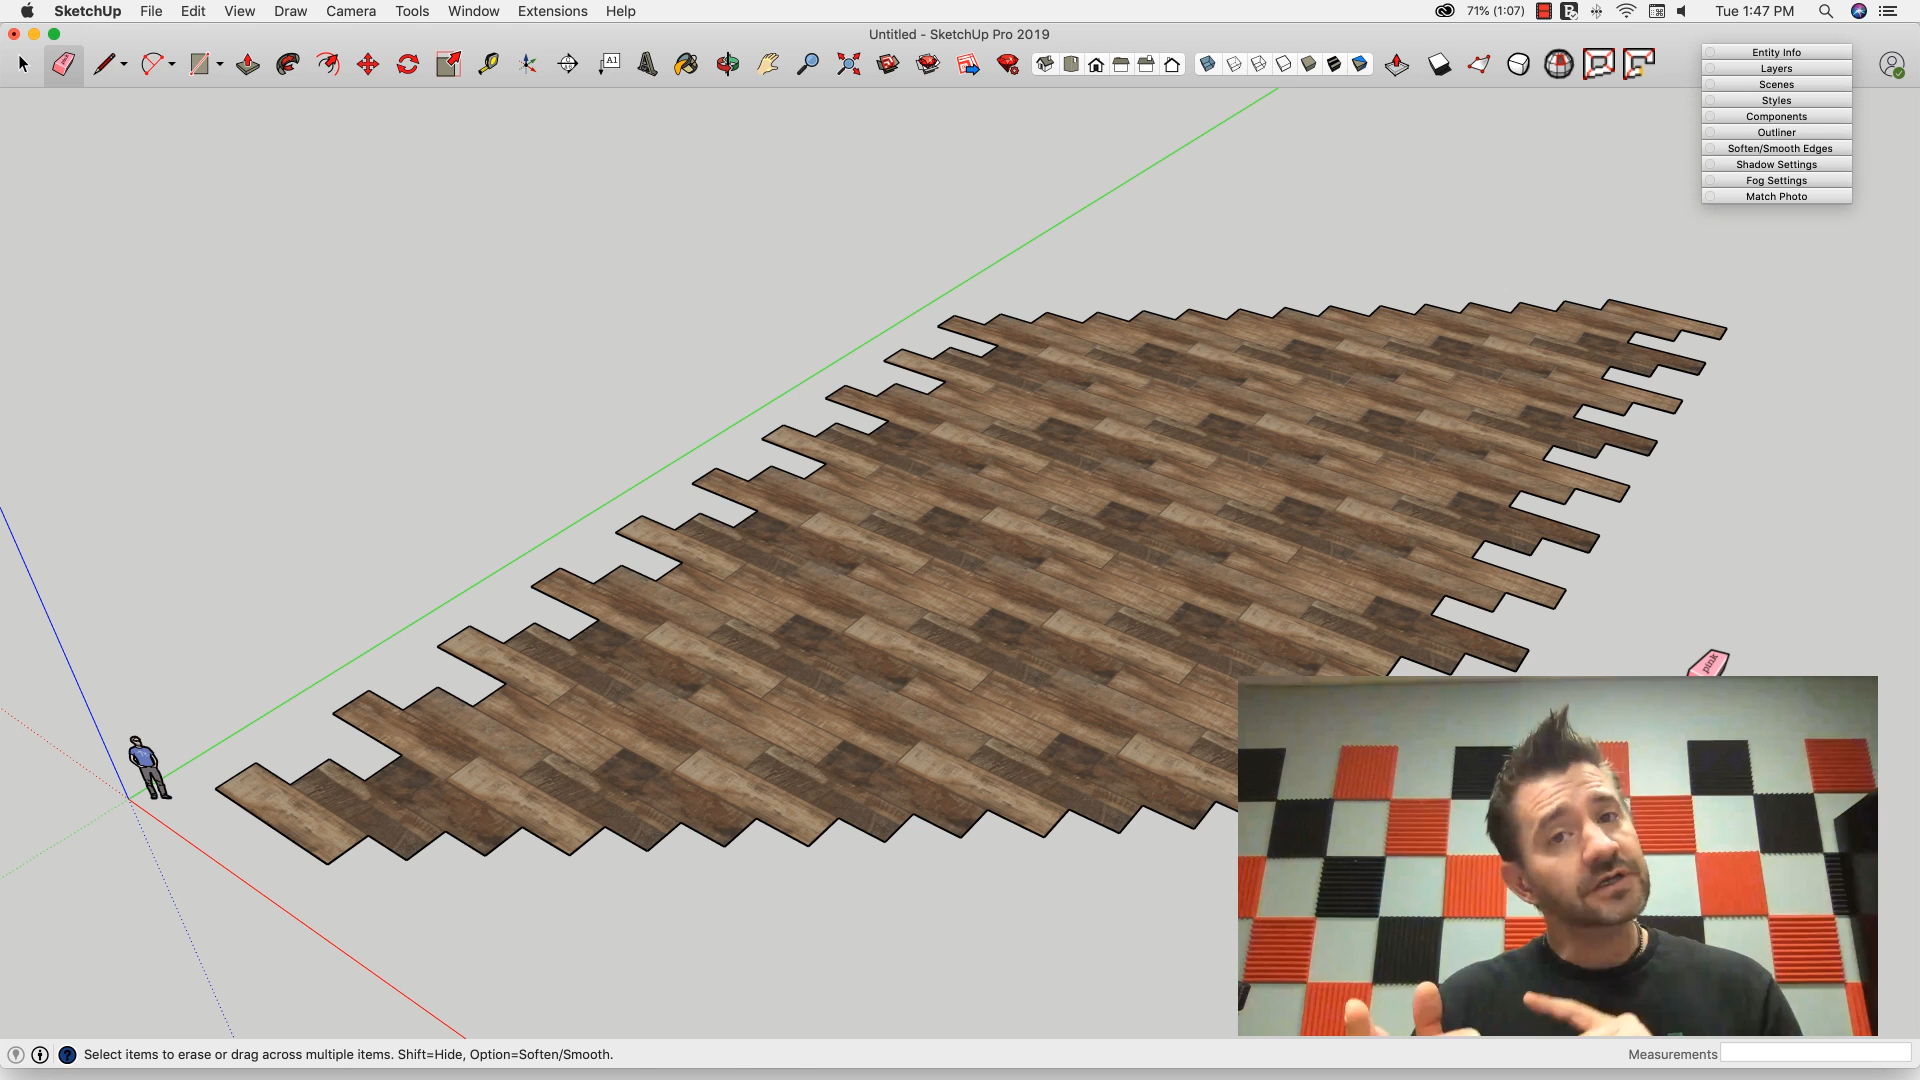 SketchUp File Edit View Draw Camera Tools Window Extensions Help 71% (1:07) Tue 1:47 PM
Untitled - SketchUp Pro 2019
A1
Entity Info
Layers
Scenes
Styles
Components
Outliner
Soften/Smooth Edges
Shadow Settings
Fog Settings
Match Photo
pink
Select items to erase or drag across multiple items. Shift=Hide, Option=Soften/Smooth.
Measurements